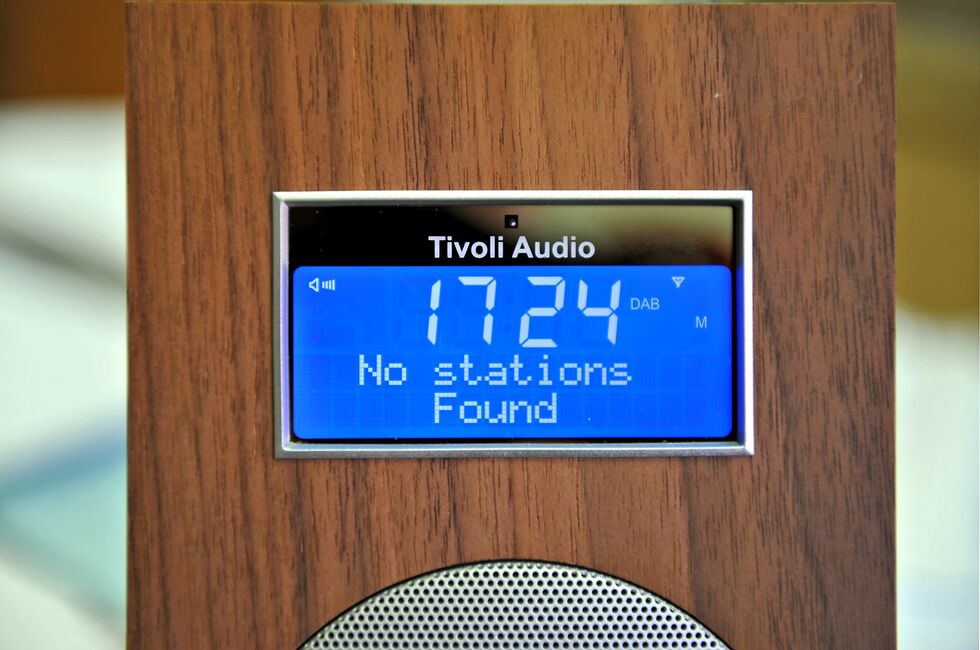 Tivoli Audio
1724 DAB
M
No stations
Found